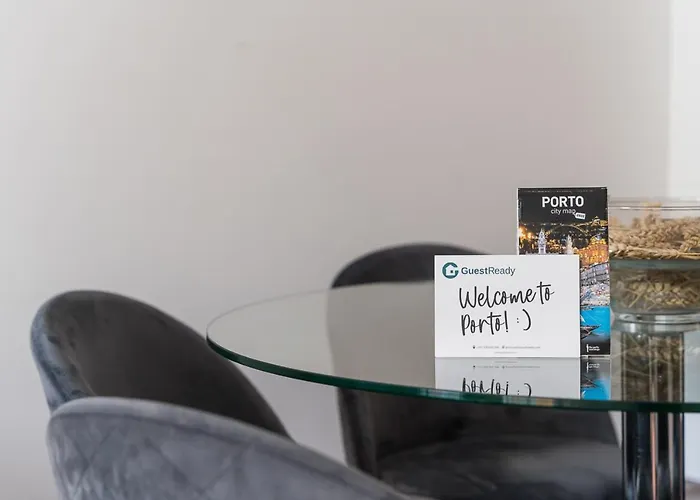 PORTO
city map
GuestReady
Welcome to
Porto! :)